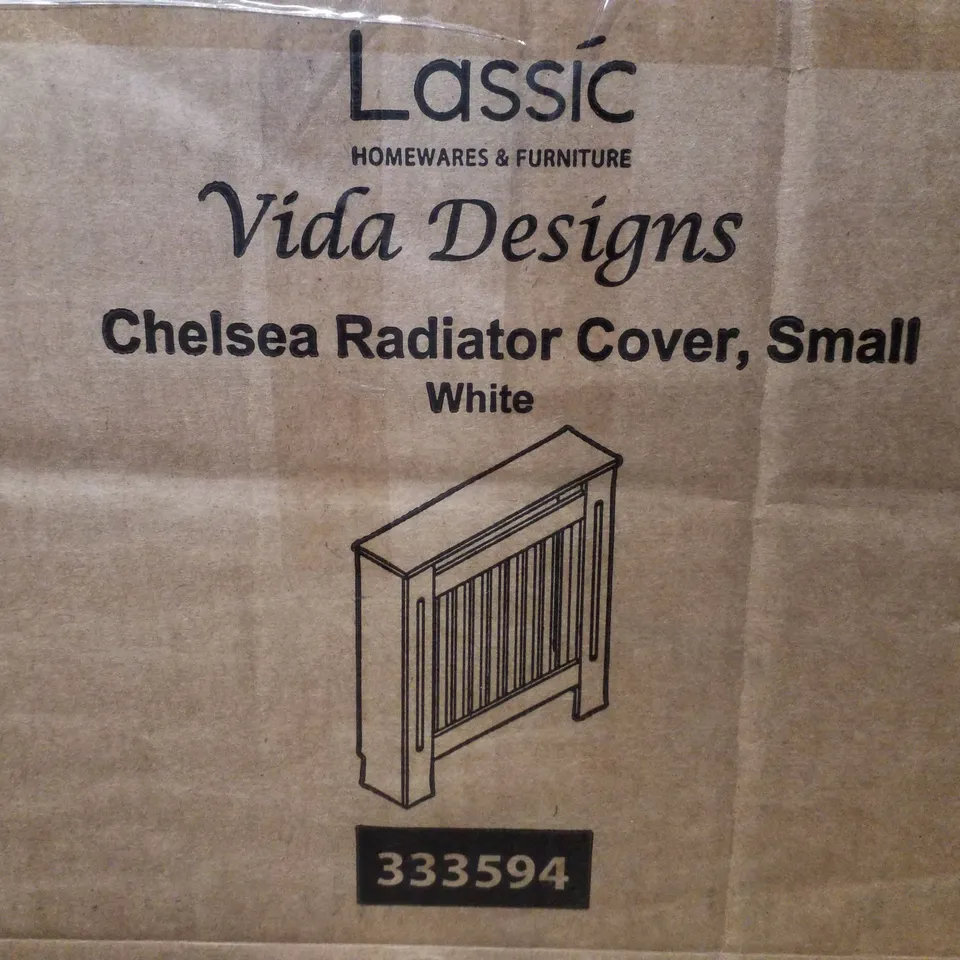 Lassic
HOMEWARES & FURNITURE
Vida Designs
Chelsea Radiator Cover, Small
White
333594